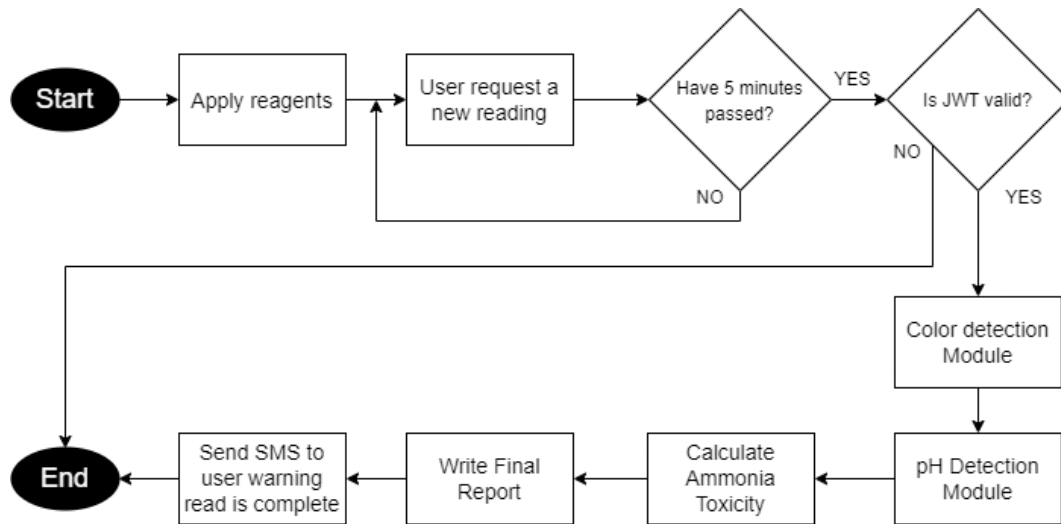 Start
Apply reagents
User request a
new reading
Have 5 minutes
passed?
YES
Is JWT valid?
NO
NO
YES
Color detection
Module
pH Detection
Module
Calculate
Ammonia
Toxicity
Write Final
Report
Send SMS to
user warning
read is complete
End